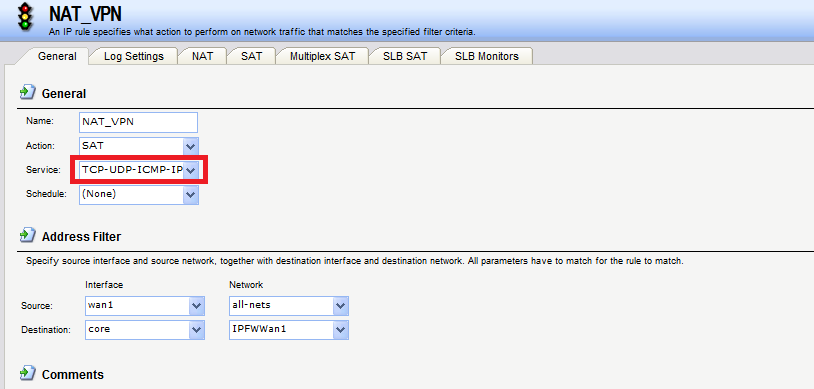 NAT_VPN
An IP rule specifies what action to perform on network traffic that matches the specified filter criteria.
General Log Settings NAT SAT Multiplex SAT SLB SAT SLB Monitors
General
Name: NAT_VPN
Action: SAT
Service: TCP-UDP-ICMP-IP
Schedule: (None)
Address Filter
Specify source interface and source network, together with destination interface and destination network. All parameters have to match for the rule to match.
Interface Network
Source: wan1 all-nets
Destination: core IPFWWan1
Comments